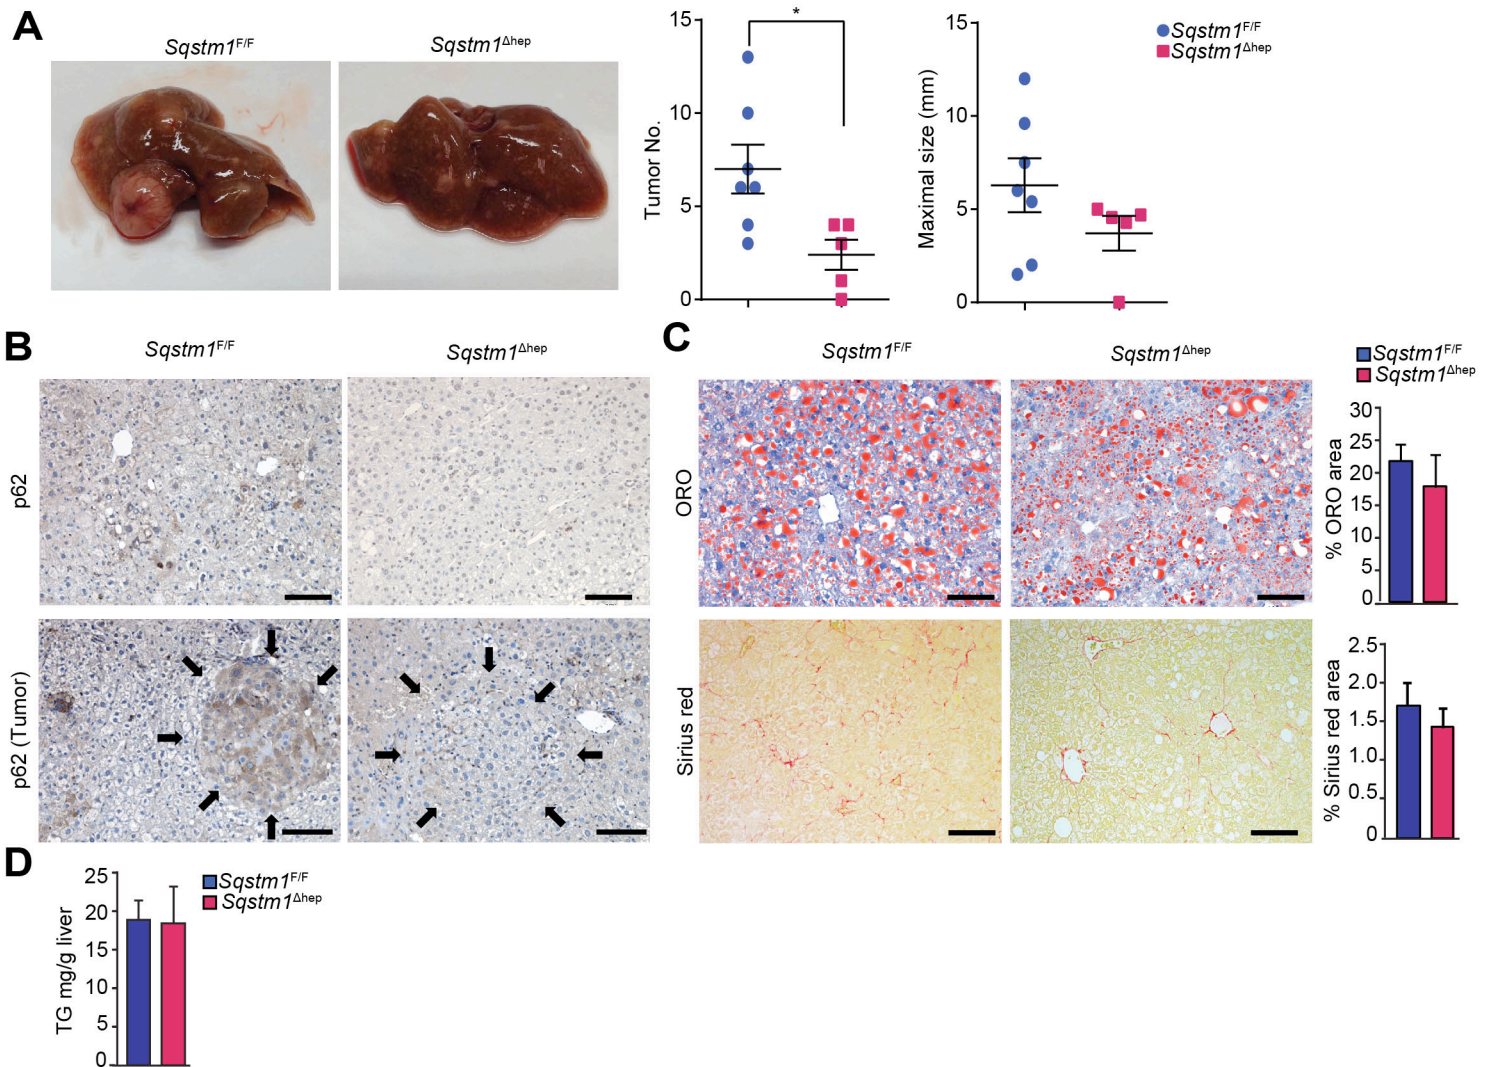 A
Sqstm1F/F
Sqstm1Δhep
Tumor No.
15
10
5
0
*
Maximal size (mm)
15
10
5
0
Sqstm1F/F
Sqstm1Δhep
B
Sqstm1F/F
Sqstm1Δhep
p62
p62 (Tumor)
C
Sqstm1F/F
Sqstm1Δhep
ORO
Sirius red
Sqstm1F/F
Sqstm1Δhep
% ORO area
30
25
20
15
10
5
0
% Sirius red area
2.5
2.0
1.5
1.0
0.5
0
D
TG mg/g liver
25
20
15
10
5
0
Sqstm1F/F
Sqstm1Δhep